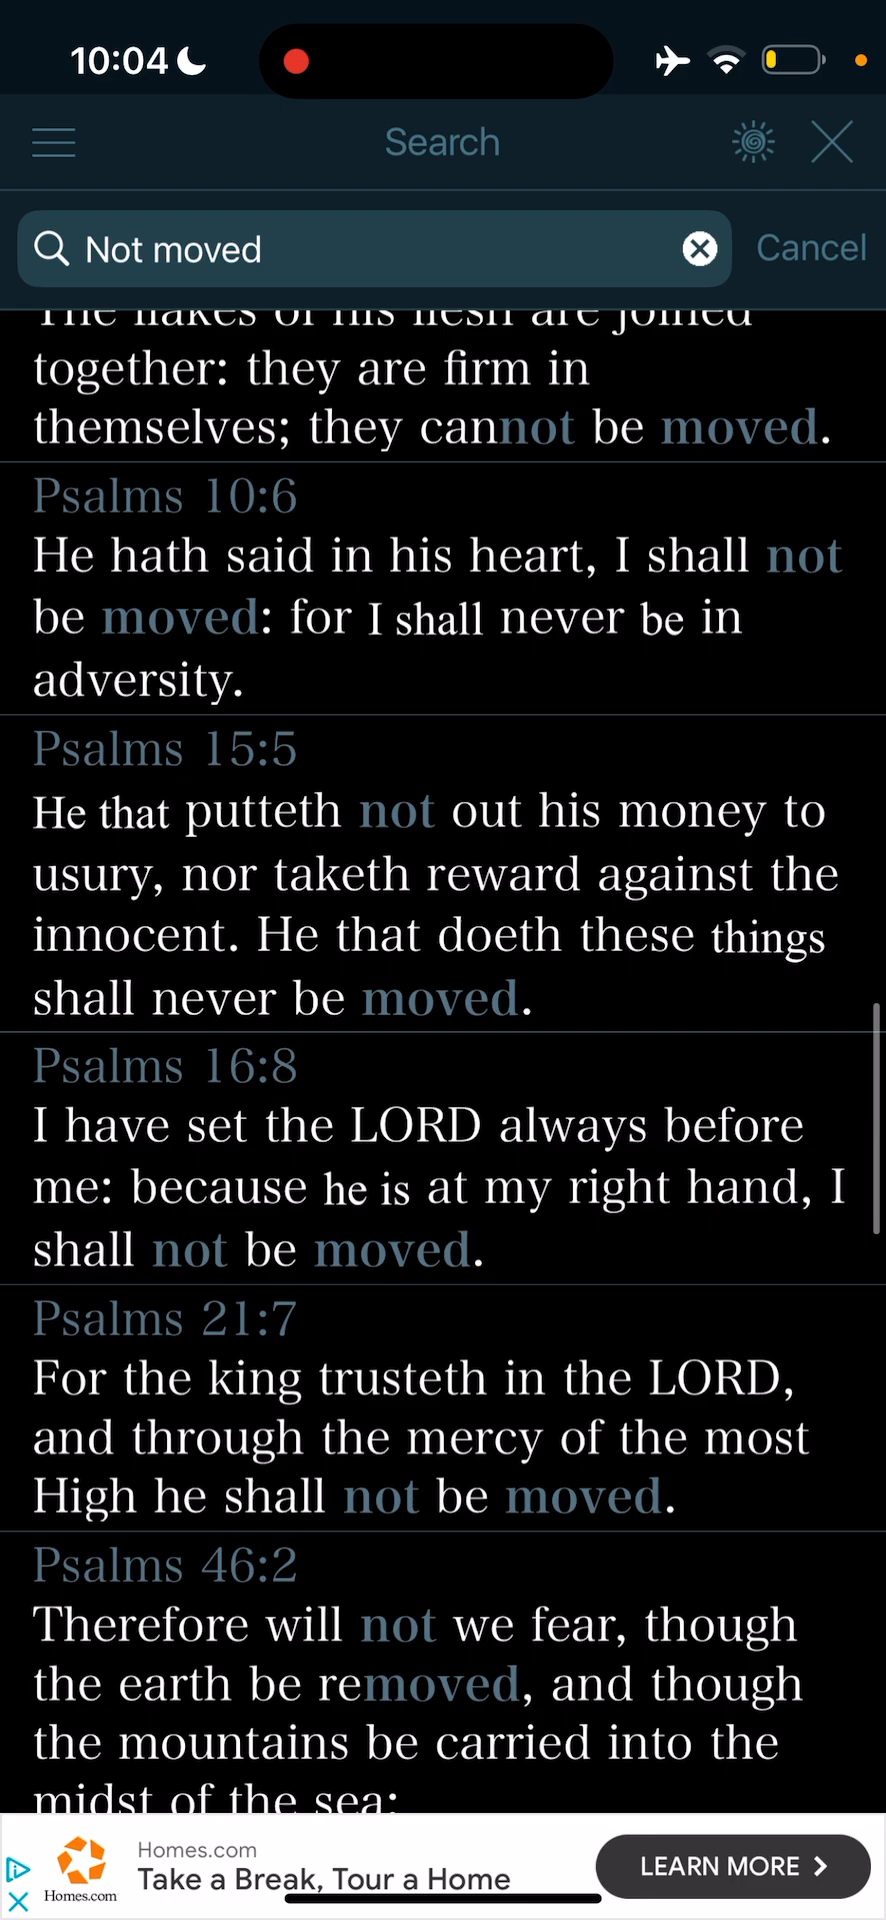 10:04
Search
Not moved
Cancel
The flakes of his flesh are joined
together: they are firm in
themselves; they cannot be moved.
Psalms 10:6
He hath said in his heart, I shall not
be moved: for I shall never be in
adversity.
Psalms 15:5
He that putteth not out his money to
usury, nor taketh reward against the
innocent. He that doeth these things
shall never be moved.
Psalms 16:8
I have set the LORD always before
me: because he is at my right hand, I
shall not be moved.
Psalms 21:7
For the king trusteth in the LORD,
and through the mercy of the most
High he shall not be moved.
Psalms 46:2
Therefore will not we fear, though
the earth be removed, and though
the mountains be carried into the
midst of the sea;
Homes.com
Take a Break, Tour a Home
LEARN MORE
Homes.com